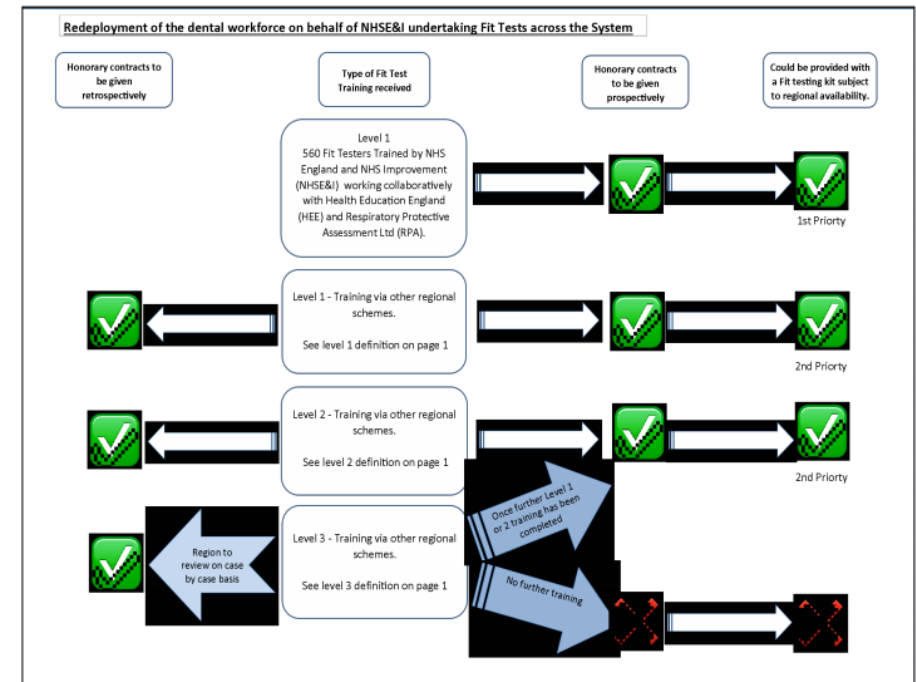 Redeployment of the dental workforce on behalf of NHSE&I undertaking Fit Tests across the System
Honorary contracts to
be given
retrospectively
Type of Fit Test
Training received
Honorary contracts
to be given
prospectively
Could be provided with
a Fit testing kit subject
to regional availability.
Level 1
560 Fit Testers Trained by NHS
England and NHS Improvement
(NHSE&I) working collaboratively
with Health Education England
(HEE) and Respiratory Protective
Assessment Ltd (RPA).
1st Priorty
Level 1 - Training via other regional
schemes.
See level 1 definition on page 1
2nd Priorty
Level 2 - Training via other regional
schemes.
See level 2 definition on page 1
2nd Priorty
Once further Level 1
or 2 training has been
completed
Region to
review on case
by case basis
Level 3 - Training via other regional
schemes.
See level 3 definition on page 1
No further training